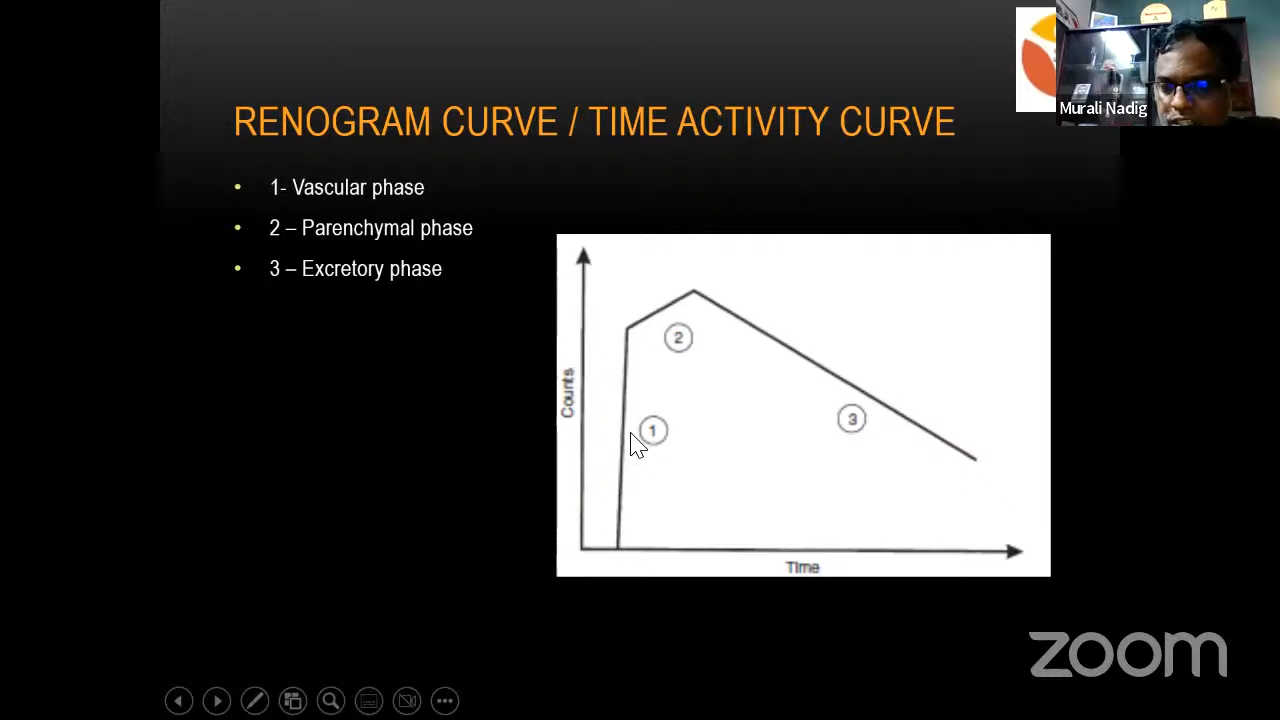 RENOGRAM CURVE / TIME ACTIVITY CURVE
Murali Nadig
1- Vascular phase
2 – Parenchymal phase
3 – Excretory phase
Counts
2
1
3
Time
zoom